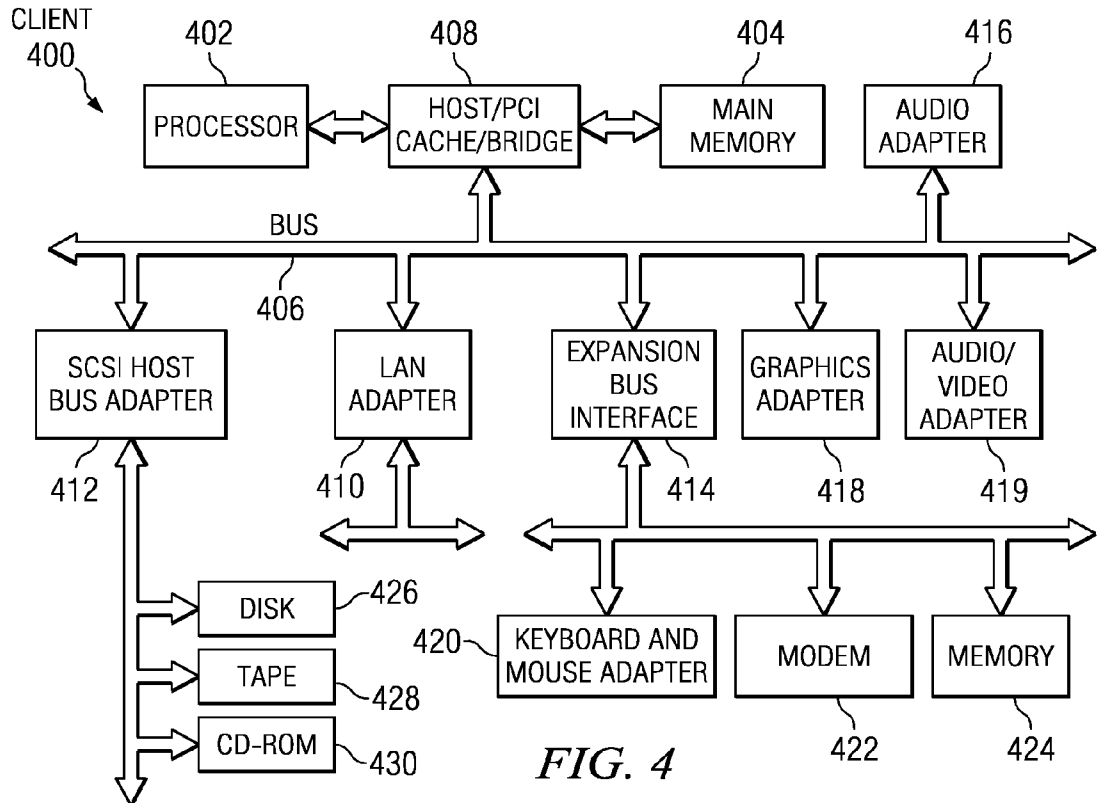 CLIENT
400
402
408
404
416
PROCESSOR
HOST/PCI
CACHE/BRIDGE
MAIN
MEMORY
AUDIO
ADAPTER
BUS
406
SCSI HOST
BUS ADAPTER
LAN
ADAPTER
EXPANSION
BUS
INTERFACE
GRAPHICS
ADAPTER
AUDIO/
VIDEO
ADAPTER
412
410
414
418
419
DISK
426
TAPE
428
CD-ROM
430
420
KEYBOARD AND
MOUSE ADAPTER
MODEM
MEMORY
422
424
FIG. 4